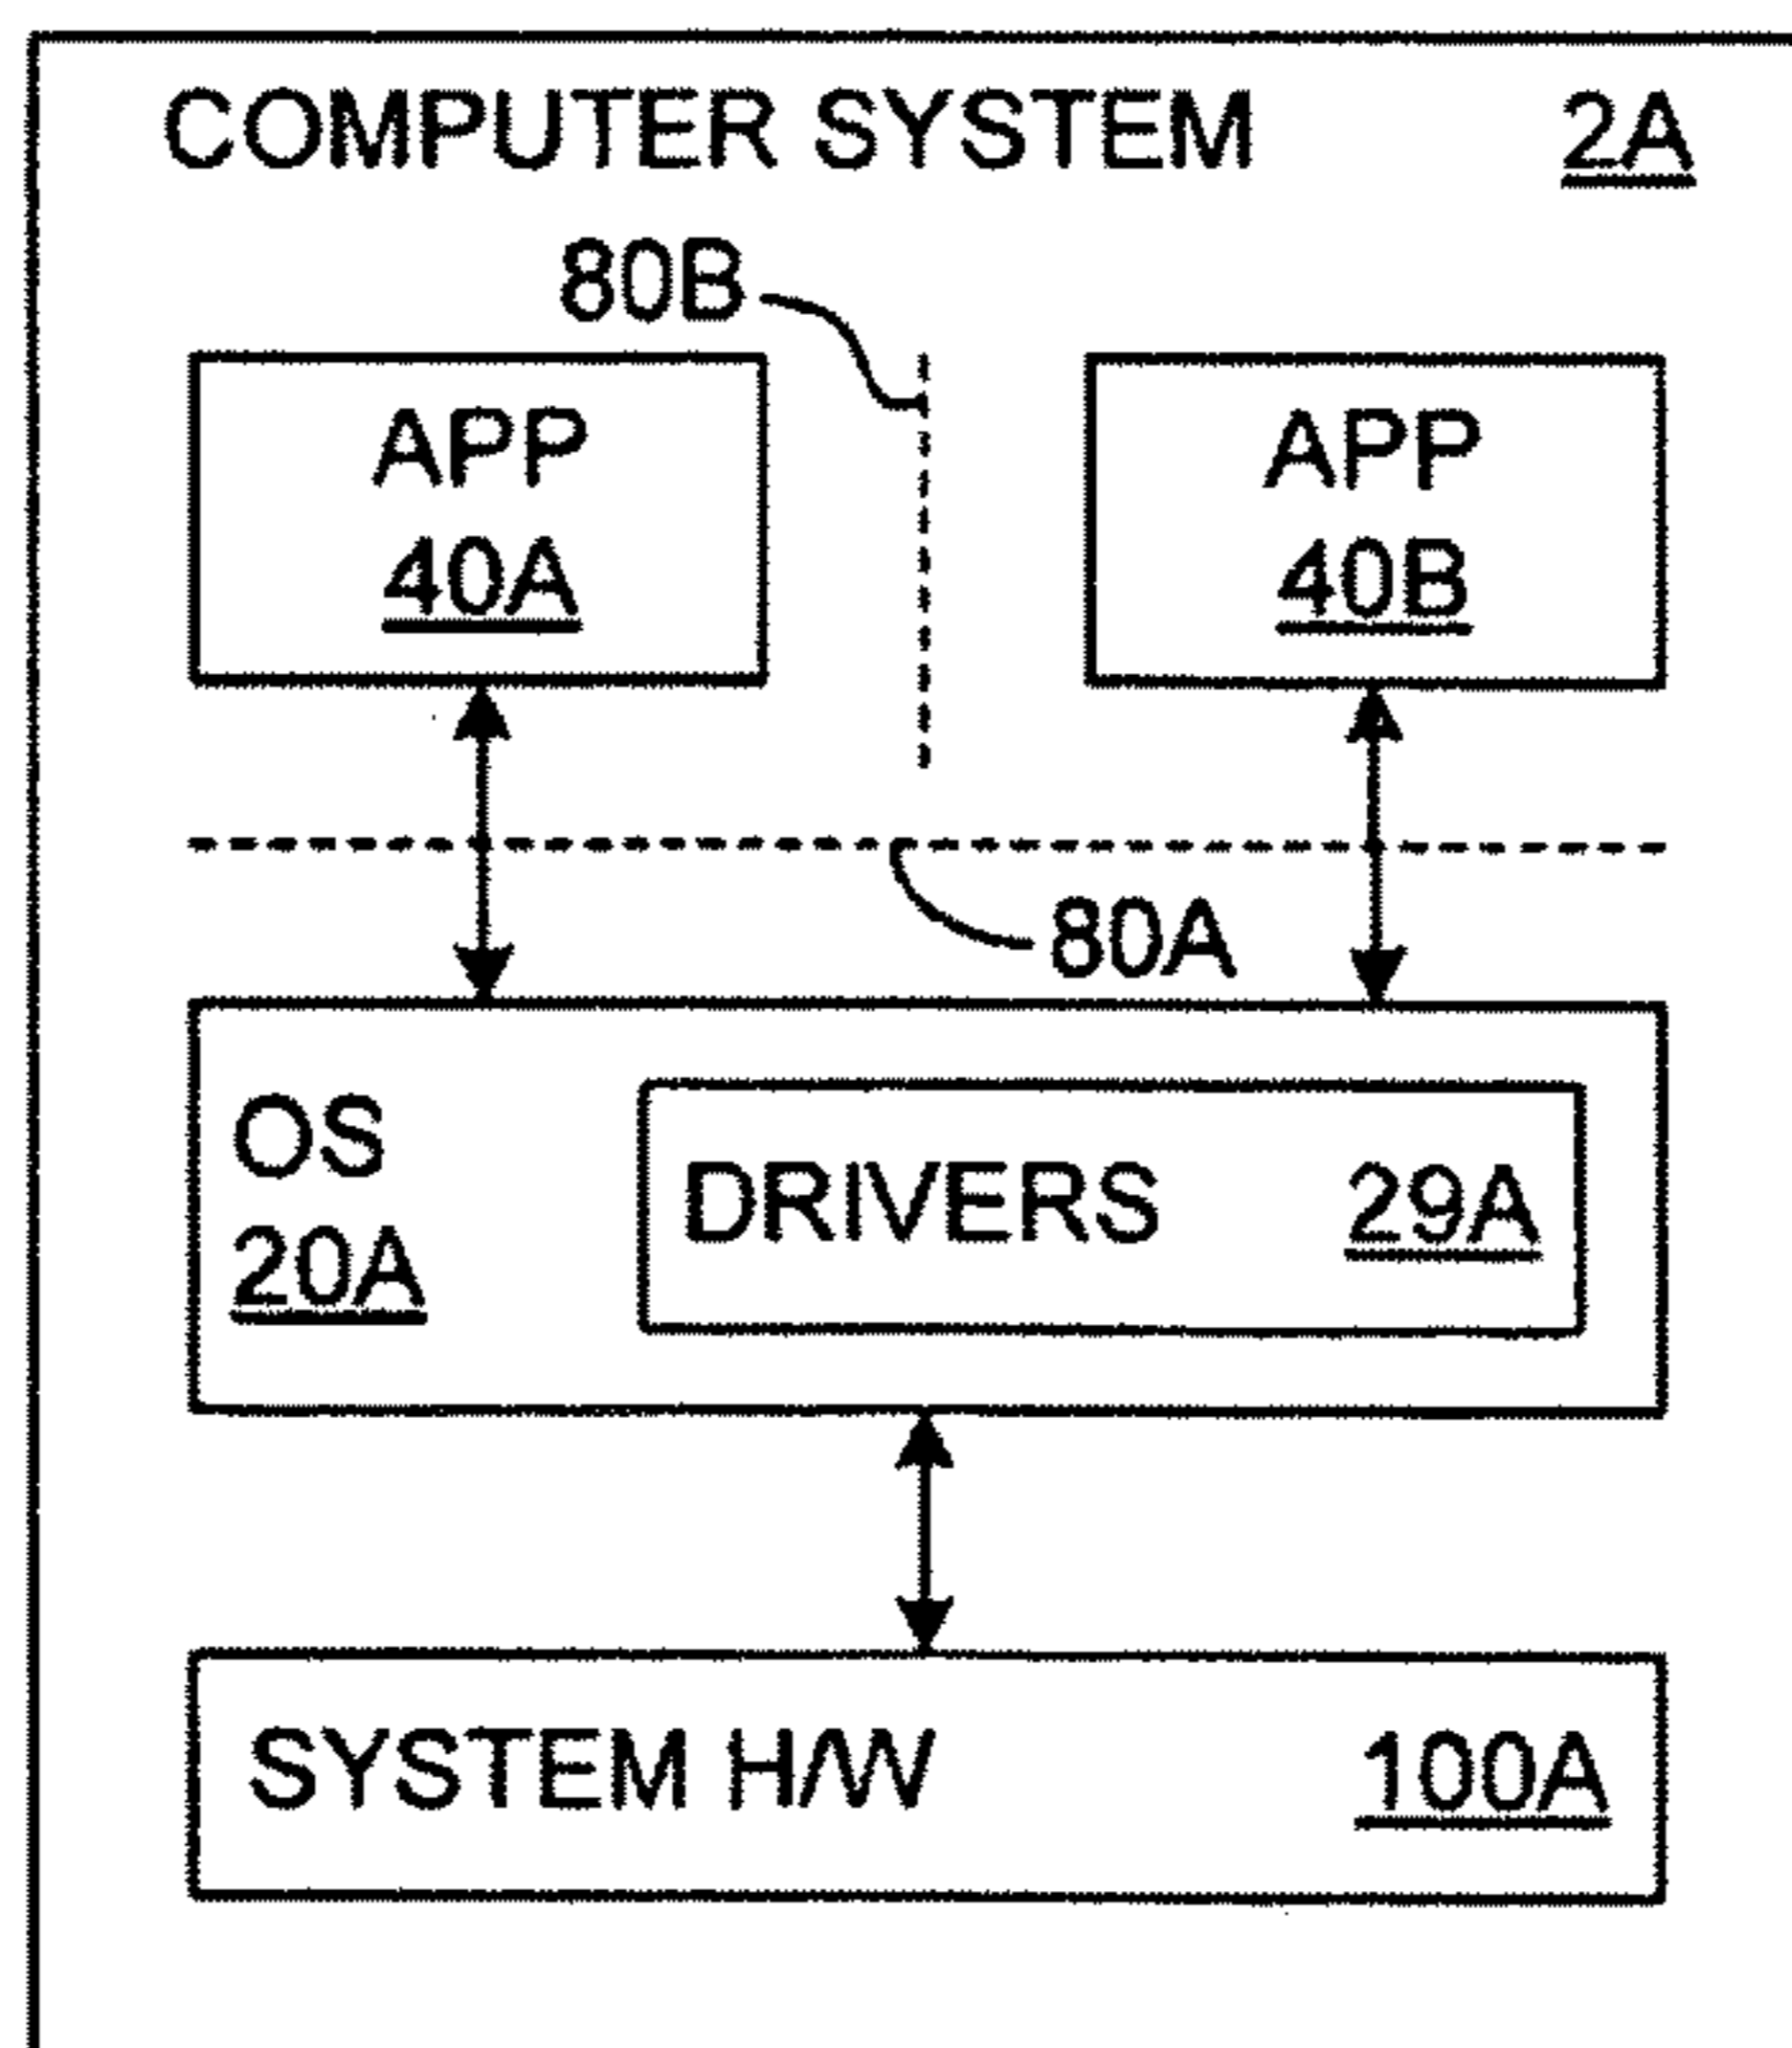 COMPUTER SYSTEM 2A
80B
APP
40A
APP
40B
80A
OS
20A
DRIVERS 29A
SYSTEM H/W 100A